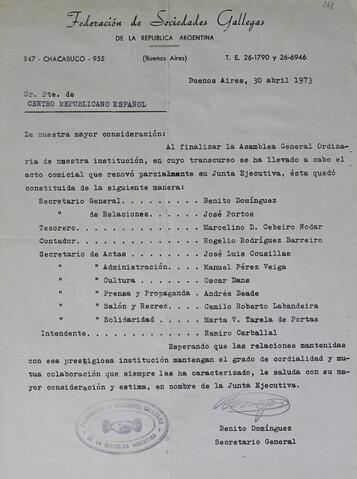 268
Federación de Sociedades Gallegas
DE LA REPUBLICA ARGENTINA
947 - CHACABUCO - 955 (Buenos Aires) T. E. 26-1790 y 26-6946
Buenos Aires, 30 abril 1973
Sr. Pte. de
CENTRO REPUBLICANO ESPAÑOL
De nuestra mayor consideración:
Al finalizar la Asamblea General Ordina-
ria de nuestra institución, en cuyo transcurso se ha llevado a cabo el
acto comicial que renovó parcialmente su Junta Ejecutiva, ésta quedó
constituida de la siguiente manera:
Secretario General . . . . . . . Benito Domínguez
" de Relaciones. . . . . José Portos
Tesorero. . . . . . . . . . . Marcelino D. Cebeiro Nodar
Contador. . . . . . . . . . . Rogelio Rodríguez Barreiro
Secretario de Actas . . . . . . . José Luis Cousillas
" " Administración. . . . Manuel Pérez Veiga
" " Cultura . . . . . . Oscar Dans
" " Prensa y Propaganda . Andrés Beade
" " Salón y Recreo. . . . Camilo Roberto Labandeira
" " Solidaridad . . . . . Marta V. Tarela de Portas
Intendente. . . . . . . . . . Ramiro Carballal
Esperando que las relaciones mantenidas
con esa prestigiosa institución mantengan el grado de cordialidad y mu-
tua colaboración que siempre las ha caracterizado, le saluda con su ma-
yor consideración y estima, en nombre de la Junta Ejecutiva.
FEDERACION DE SOCIEDADES GALLEGAS
DE LA REPUBLICA ARGENTINA
Benito Domínguez
Secretario General